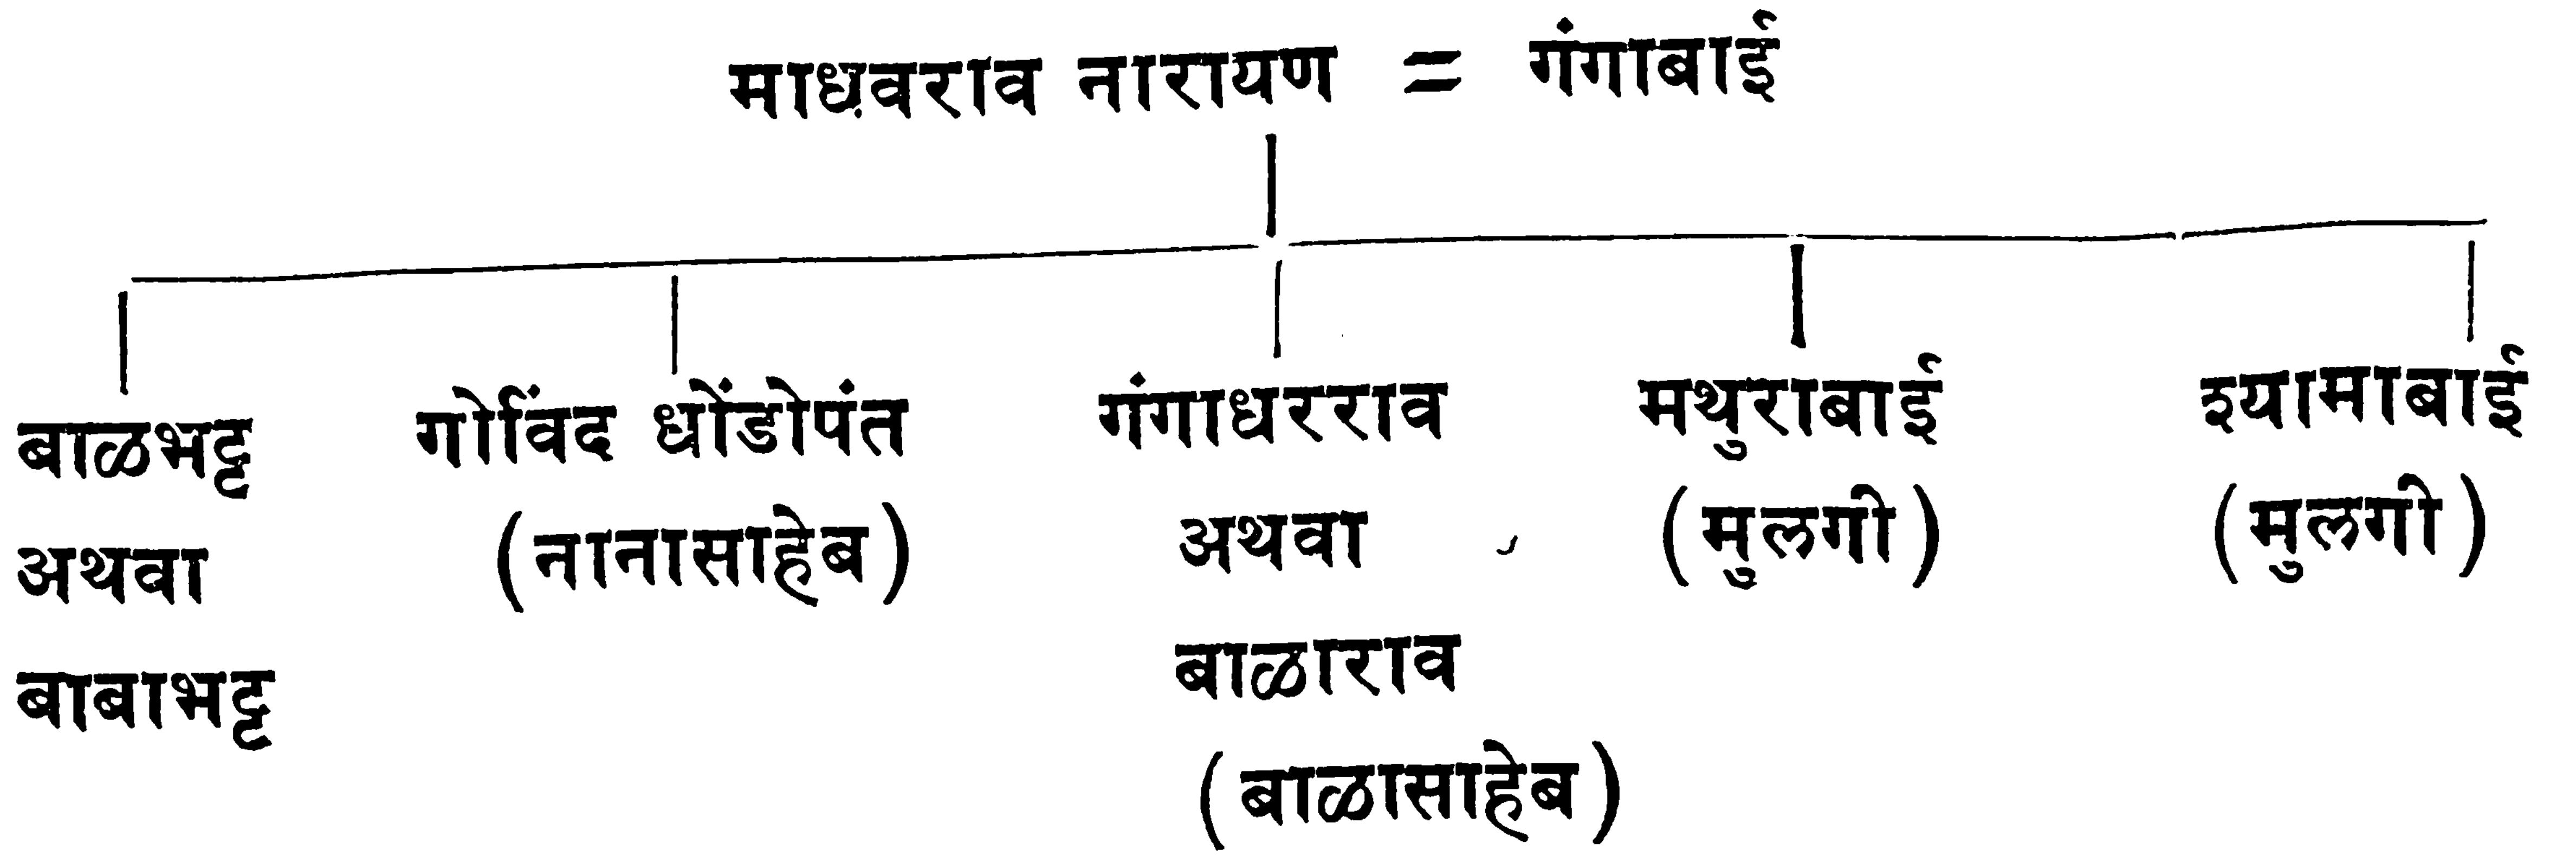 माधवराव नारायण = गंगाबाई
बाळभट्ट गोविंद धोंडोपंत गंगाधरराव मथुराबाई श्यामाबाई
अथवा (नानासाहेब) अथवा (मुलगी) (मुलगी)
बाबाभट्ट बाळाराव
(बाळासाहेब)